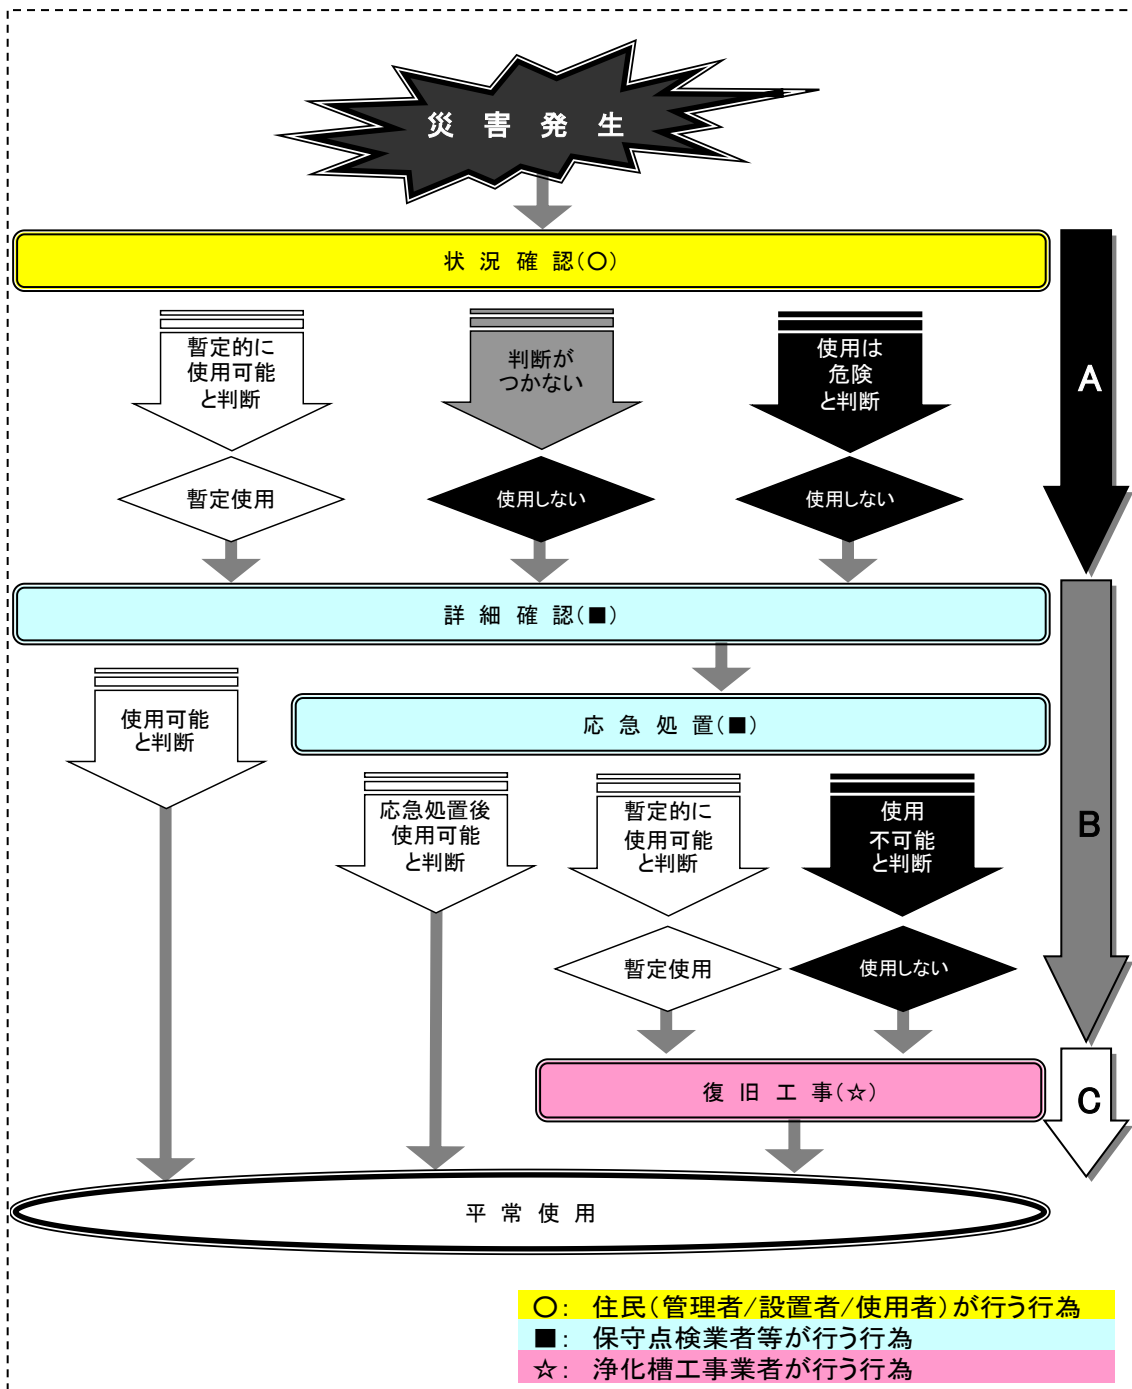 災 害 発 生
状 況 確 認(○)
暫定的に
使用可能
と判断
判断が
つかない
使用は
危険
と判断
A
暫定使用
使用しない
使用しない
詳 細 確 認(■)
使用可能
と判断
応 急 処 置(■)
応急処置後
使用可能
と判断
暫定的に
使用可能
と判断
使用
不可能
と判断
B
暫定使用
使用しない
復 旧 工 事(☆)
C
平 常 使 用
○: 住民(管理者/設置者/使用者)が行う行為
■: 保守点検業者等が行う行為
☆: 浄化槽工事業者が行う行為